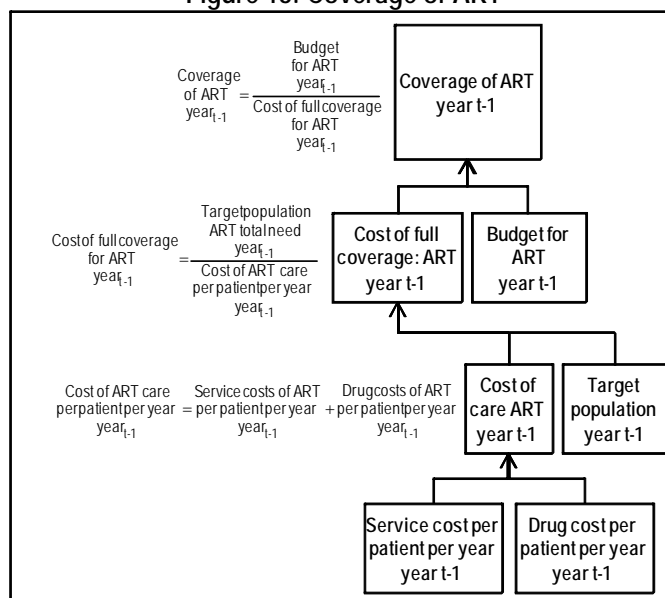 Figure 10: Coverage of ART
Coverage of ART year t-1 = Budget for ART year t-1 / Cost of full coverage for ART year t-1
Coverage of ART
year t-1
Cost of full coverage for ART year t-1 = Target population ART total need year t-1 / Cost of ART care per patient per year year t-1
Cost of full
coverage: ART
year t-1
Budget for
ART
year t-1
Cost of ART care per patient per year year t-1 = Service costs of ART per patient per year year t-1 + Drug costs of ART per patient per year year t-1
Cost of
care ART
year t-1
Target
population
year t-1
Service cost per
patient per year
year t-1
Drug cost per
patient per year
year t-1